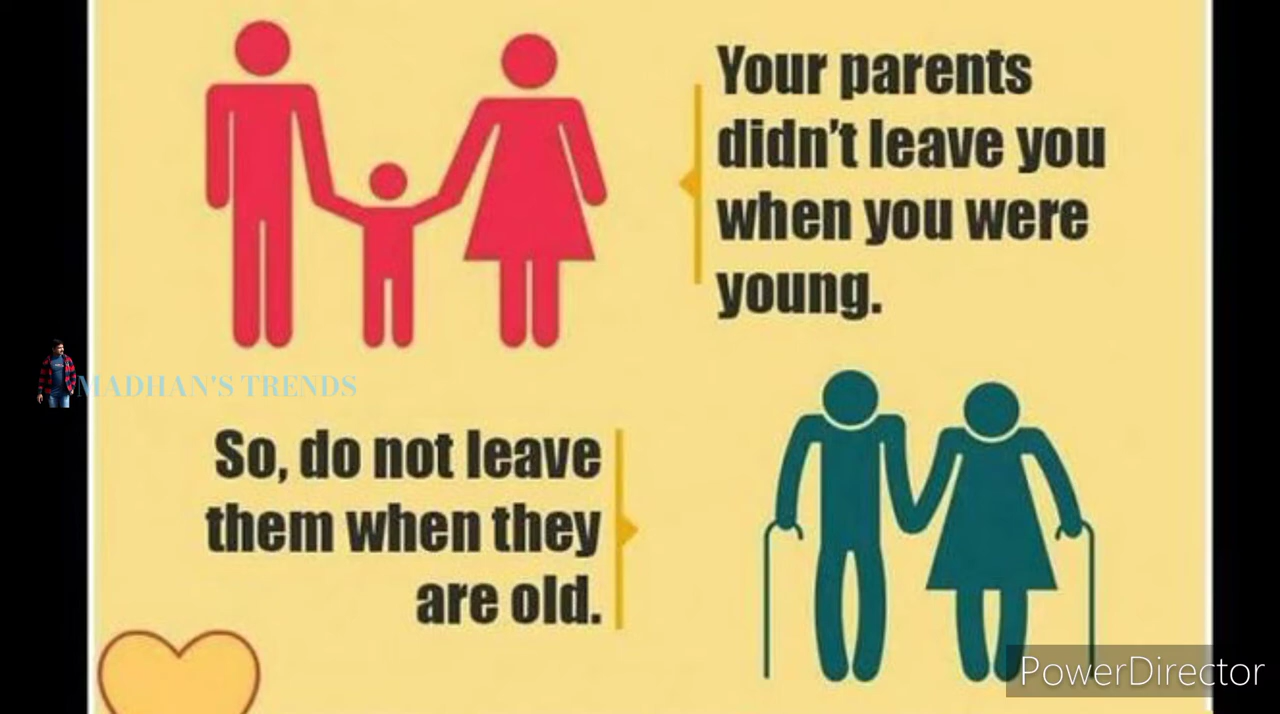 Your parents
didn't leave you
when you were
young.
MADHAN'S TRENDS
So, do not leave
them when they
are old.
PowerDirector